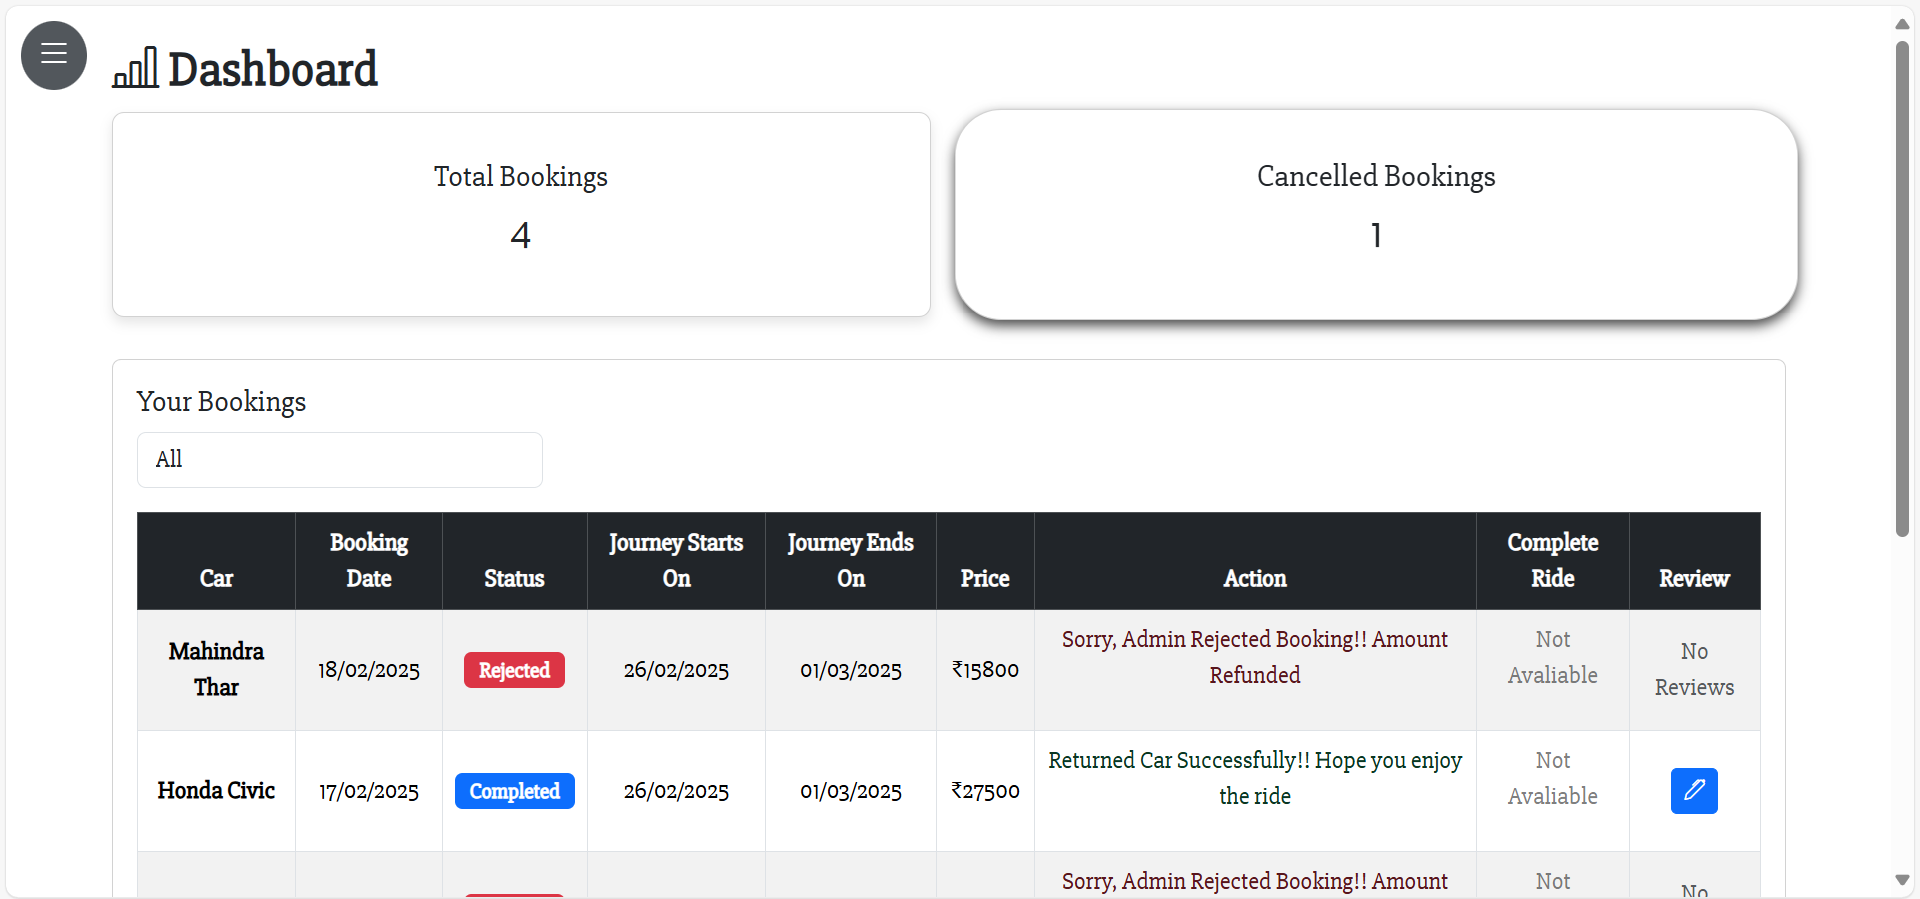 Dashboard
Total Bookings
4
Cancelled Bookings
1
Your Bookings
All
Car
Booking
Date
Status
Journey Starts
On
Journey Ends
On
Price
Action
Complete
Ride
Review
Mahindra
Thar
18/02/2025
Rejected
26/02/2025
01/03/2025
₹15800
Sorry, Admin Rejected Booking!! Amount
Refunded
Not
Avaliable
No
Reviews
Honda Civic
17/02/2025
Completed
26/02/2025
01/03/2025
₹27500
Returned Car Successfully!! Hope you enjoy
the ride
Not
Avaliable
Sorry, Admin Rejected Booking!! Amount
Not
No